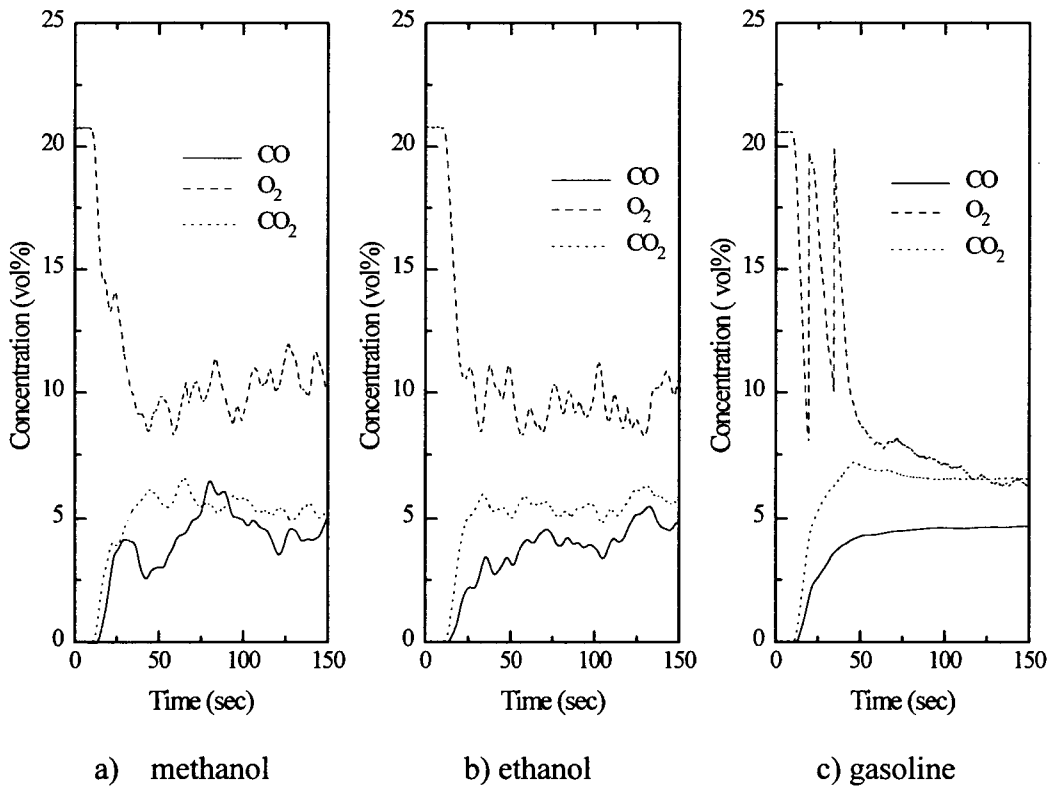 25
20
15
10
5
0
Concentration (vol%)
CO
O2
CO2
0 50 100 150
Time (sec)
a) methanol
25
20
15
10
5
0
Concentration (vol%)
CO
O2
CO2
0 50 100 150
Time (sec)
b) ethanol
25
20
15
10
5
0
Concentration ( vol%)
CO
O2
CO2
0 50 100 150
Time (sec)
c) gasoline